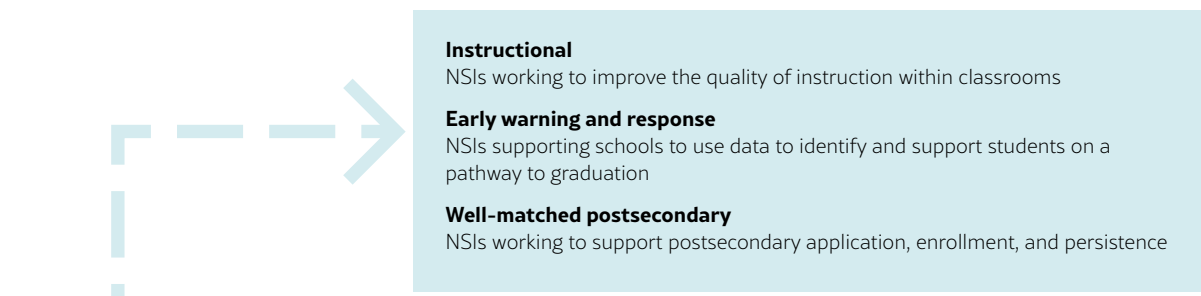 Instructional
NSIs working to improve the quality of instruction within classrooms
Early warning and response
NSIs supporting schools to use data to identify and support students on a
pathway to graduation
Well-matched postsecondary
NSIs working to support postsecondary application, enrollment, and persistence